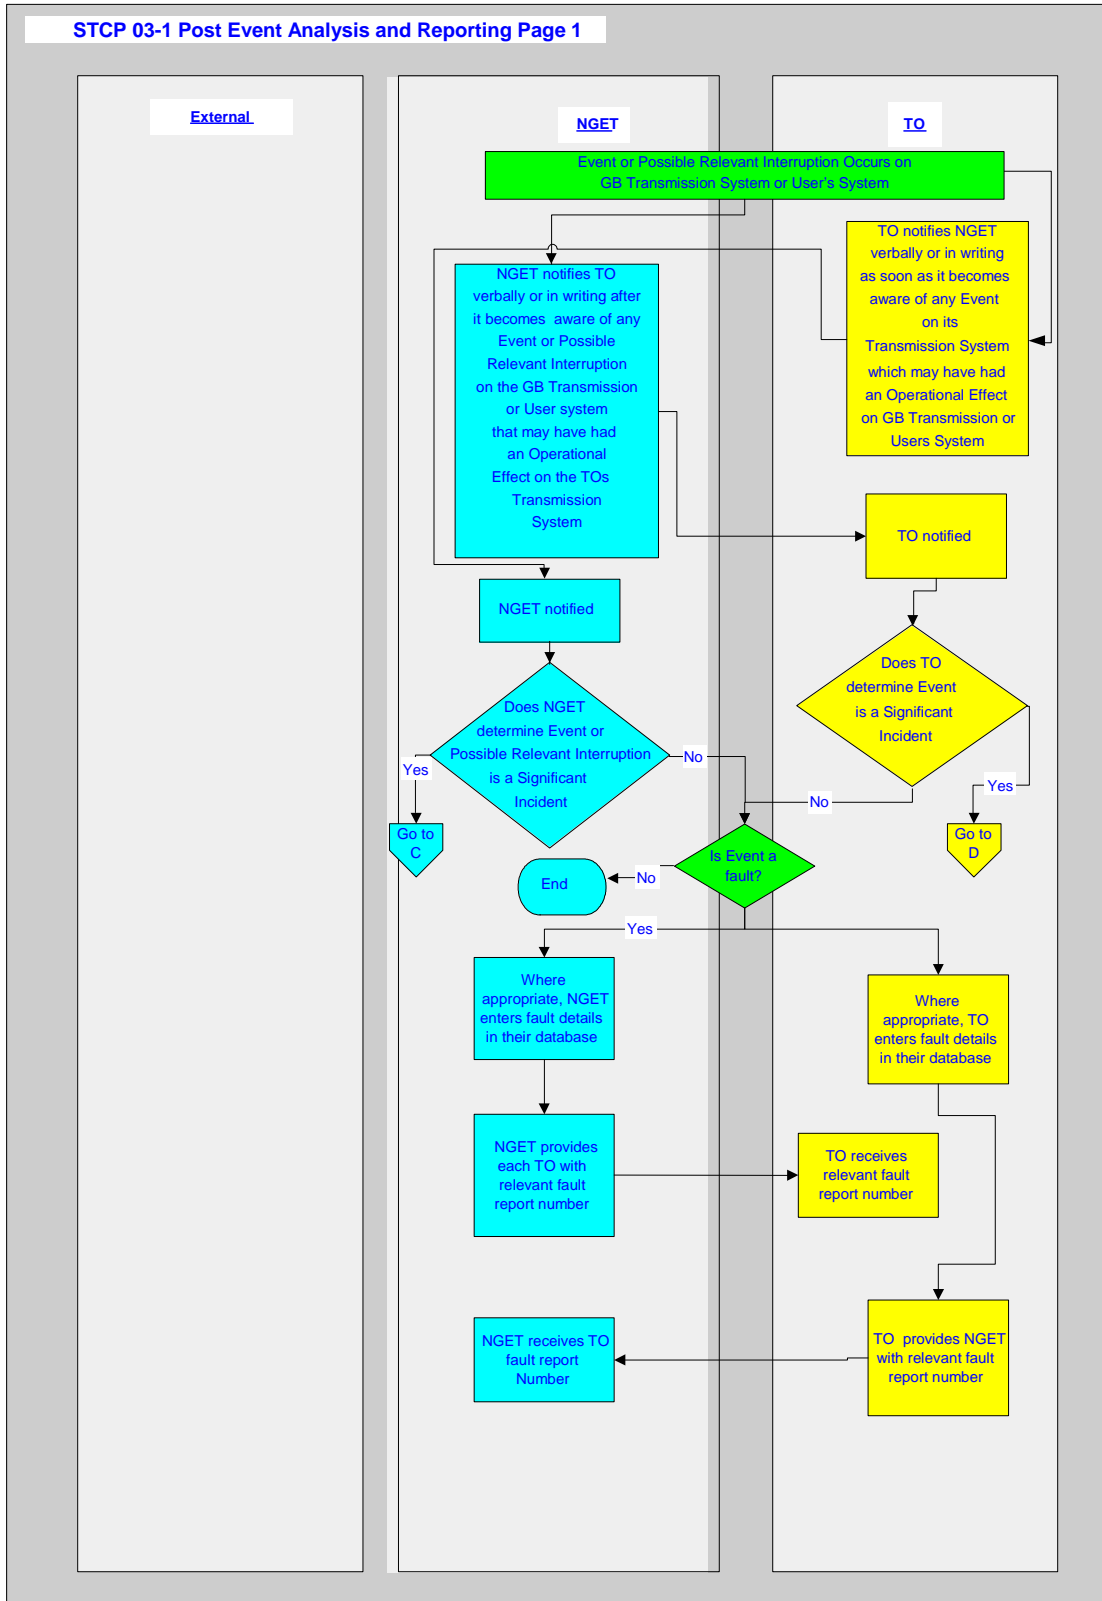 STCP 03-1 Post Event Analysis and Reporting Page 1
External
NGET
TO
Event or Possible Relevant Interruption Occurs on
GB Transmission System or User's System
TO notifies NGET
verbally or in writing
as soon as it becomes
aware of any Event
on its
Transmission System
which may have had
an Operational Effect
on GB Transmission or
Users System
NGET notifies TO
verbally or in writing after
it becomes aware of any
Event or Possible
Relevant Interruption
on the GB Transmission
or User system
that may have had
an Operational
Effect on the TOs
Transmission
System
TO notified
NGET notified
Does TO
determine Event
is a Significant
Incident
Does NGET
determine Event or
Possible Relevant Interruption
is a Significant
Incident
Yes
No
No
Yes
Go to
C
Go to
D
Is Event a
fault?
No
End
Yes
Where
appropriate, NGET
enters fault details
in their database
Where
appropriate, TO
enters fault details
in their database
NGET provides
each TO with
relevant fault
report number
TO receives
relevant fault
report number
NGET receives TO
fault report
Number
TO provides NGET
with relevant fault
report number